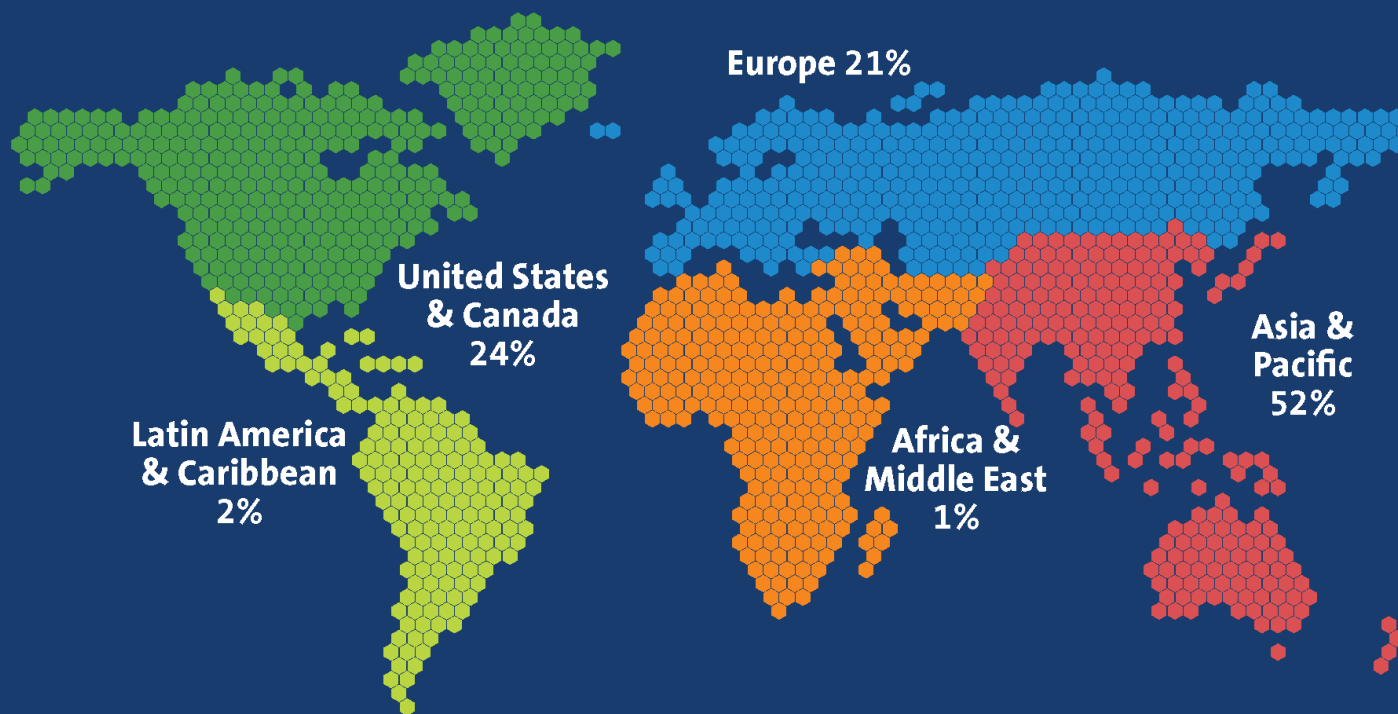 Europe 21%
United States
& Canada
24%
Asia &
Pacific
52%
Latin America
& Caribbean
2%
Africa &
Middle East
1%